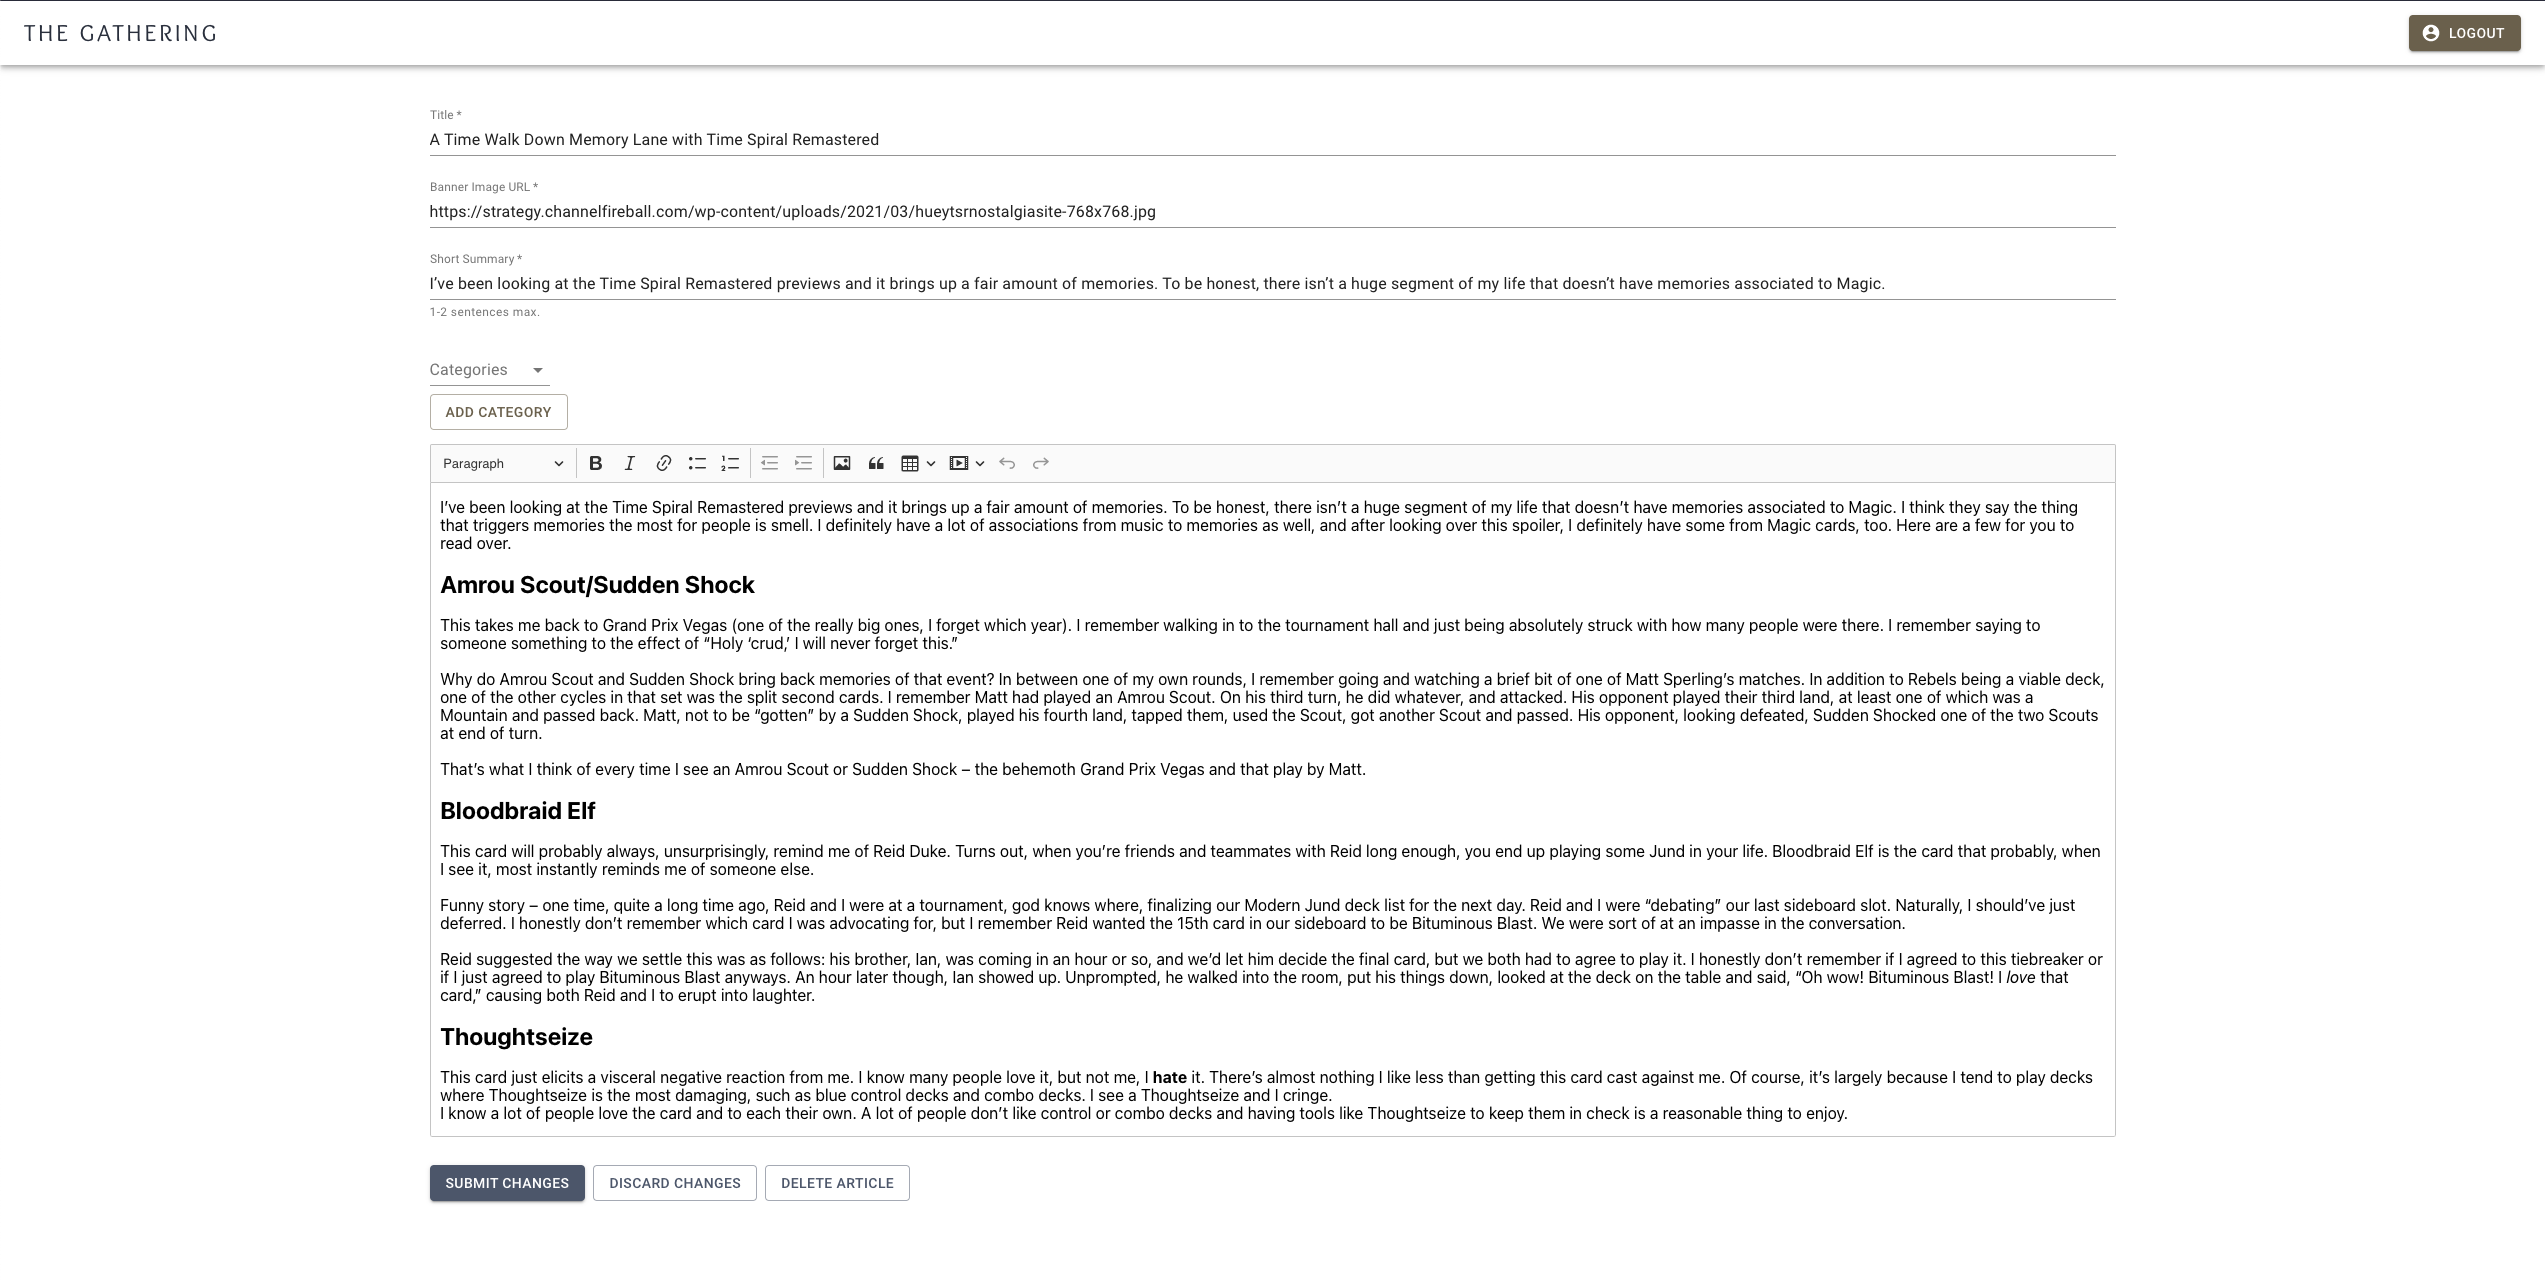 THE GATHERING
LOGOUT
Title *
A Time Walk Down Memory Lane with Time Spiral Remastered
Banner Image URL *
https://strategy.channelfireball.com/wp-content/uploads/2021/03/hueytsrnostalgiasite-768x768.jpg
Short Summary *
I’ve been looking at the Time Spiral Remastered previews and it brings up a fair amount of memories. To be honest, there isn’t a huge segment of my life that doesn’t have memories associated to Magic.
1-2 sentences max.
Categories
ADD CATEGORY
Paragraph
I’ve been looking at the Time Spiral Remastered previews and it brings up a fair amount of memories. To be honest, there isn’t a huge segment of my life that doesn’t have memories associated to Magic. I think they say the thing
that triggers memories the most for people is smell. I definitely have a lot of associations from music to memories as well, and after looking over this spoiler, I definitely have some from Magic cards, too. Here are a few for you to
read over.
Amrou Scout/Sudden Shock
This takes me back to Grand Prix Vegas (one of the really big ones, I forget which year). I remember walking in to the tournament hall and just being absolutely struck with how many people were there. I remember saying to
someone something to the effect of “Holy ‘crud,’ I will never forget this.”
Why do Amrou Scout and Sudden Shock bring back memories of that event? In between one of my own rounds, I remember going and watching a brief bit of one of Matt Sperling’s matches. In addition to Rebels being a viable deck,
one of the other cycles in that set was the split second cards. I remember Matt had played an Amrou Scout. On his third turn, he did whatever, and attacked. His opponent played their third land, at least one of which was a
Mountain and passed back. Matt, not to be “gotten” by a Sudden Shock, played his fourth land, tapped them, used the Scout, got another Scout and passed. His opponent, looking defeated, Sudden Shocked one of the two Scouts
at end of turn.
That’s what I think of every time I see an Amrou Scout or Sudden Shock – the behemoth Grand Prix Vegas and that play by Matt.
Bloodbraid Elf
This card will probably always, unsurprisingly, remind me of Reid Duke. Turns out, when you’re friends and teammates with Reid long enough, you end up playing some Jund in your life. Bloodbraid Elf is the card that probably, when
I see it, most instantly reminds me of someone else.
Funny story – one time, quite a long time ago, Reid and I were at a tournament, god knows where, finalizing our Modern Jund deck list for the next day. Reid and I were “debating” our last sideboard slot. Naturally, I should’ve just
deferred. I honestly don’t remember which card I was advocating for, but I remember Reid wanted the 15th card in our sideboard to be Bituminous Blast. We were sort of at an impasse in the conversation.
Reid suggested the way we settle this was as follows: his brother, Ian, was coming in an hour or so, and we’d let him decide the final card, but we both had to agree to play it. I honestly don’t remember if I agreed to this tiebreaker or
if I just agreed to play Bituminous Blast anyways. An hour later though, Ian showed up. Unprompted, he walked into the room, put his things down, looked at the deck on the table and said, “Oh wow! Bituminous Blast! I love that
card,” causing both Reid and I to erupt into laughter.
Thoughtseize
This card just elicits a visceral negative reaction from me. I know many people love it, but not me, I hate it. There’s almost nothing I like less than getting this card cast against me. Of course, it’s largely because I tend to play decks
where Thoughtseize is the most damaging, such as blue control decks and combo decks. I see a Thoughtseize and I cringe.
I know a lot of people love the card and to each their own. A lot of people don’t like control or combo decks and having tools like Thoughtseize to keep them in check is a reasonable thing to enjoy.
SUBMIT CHANGES
DISCARD CHANGES
DELETE ARTICLE